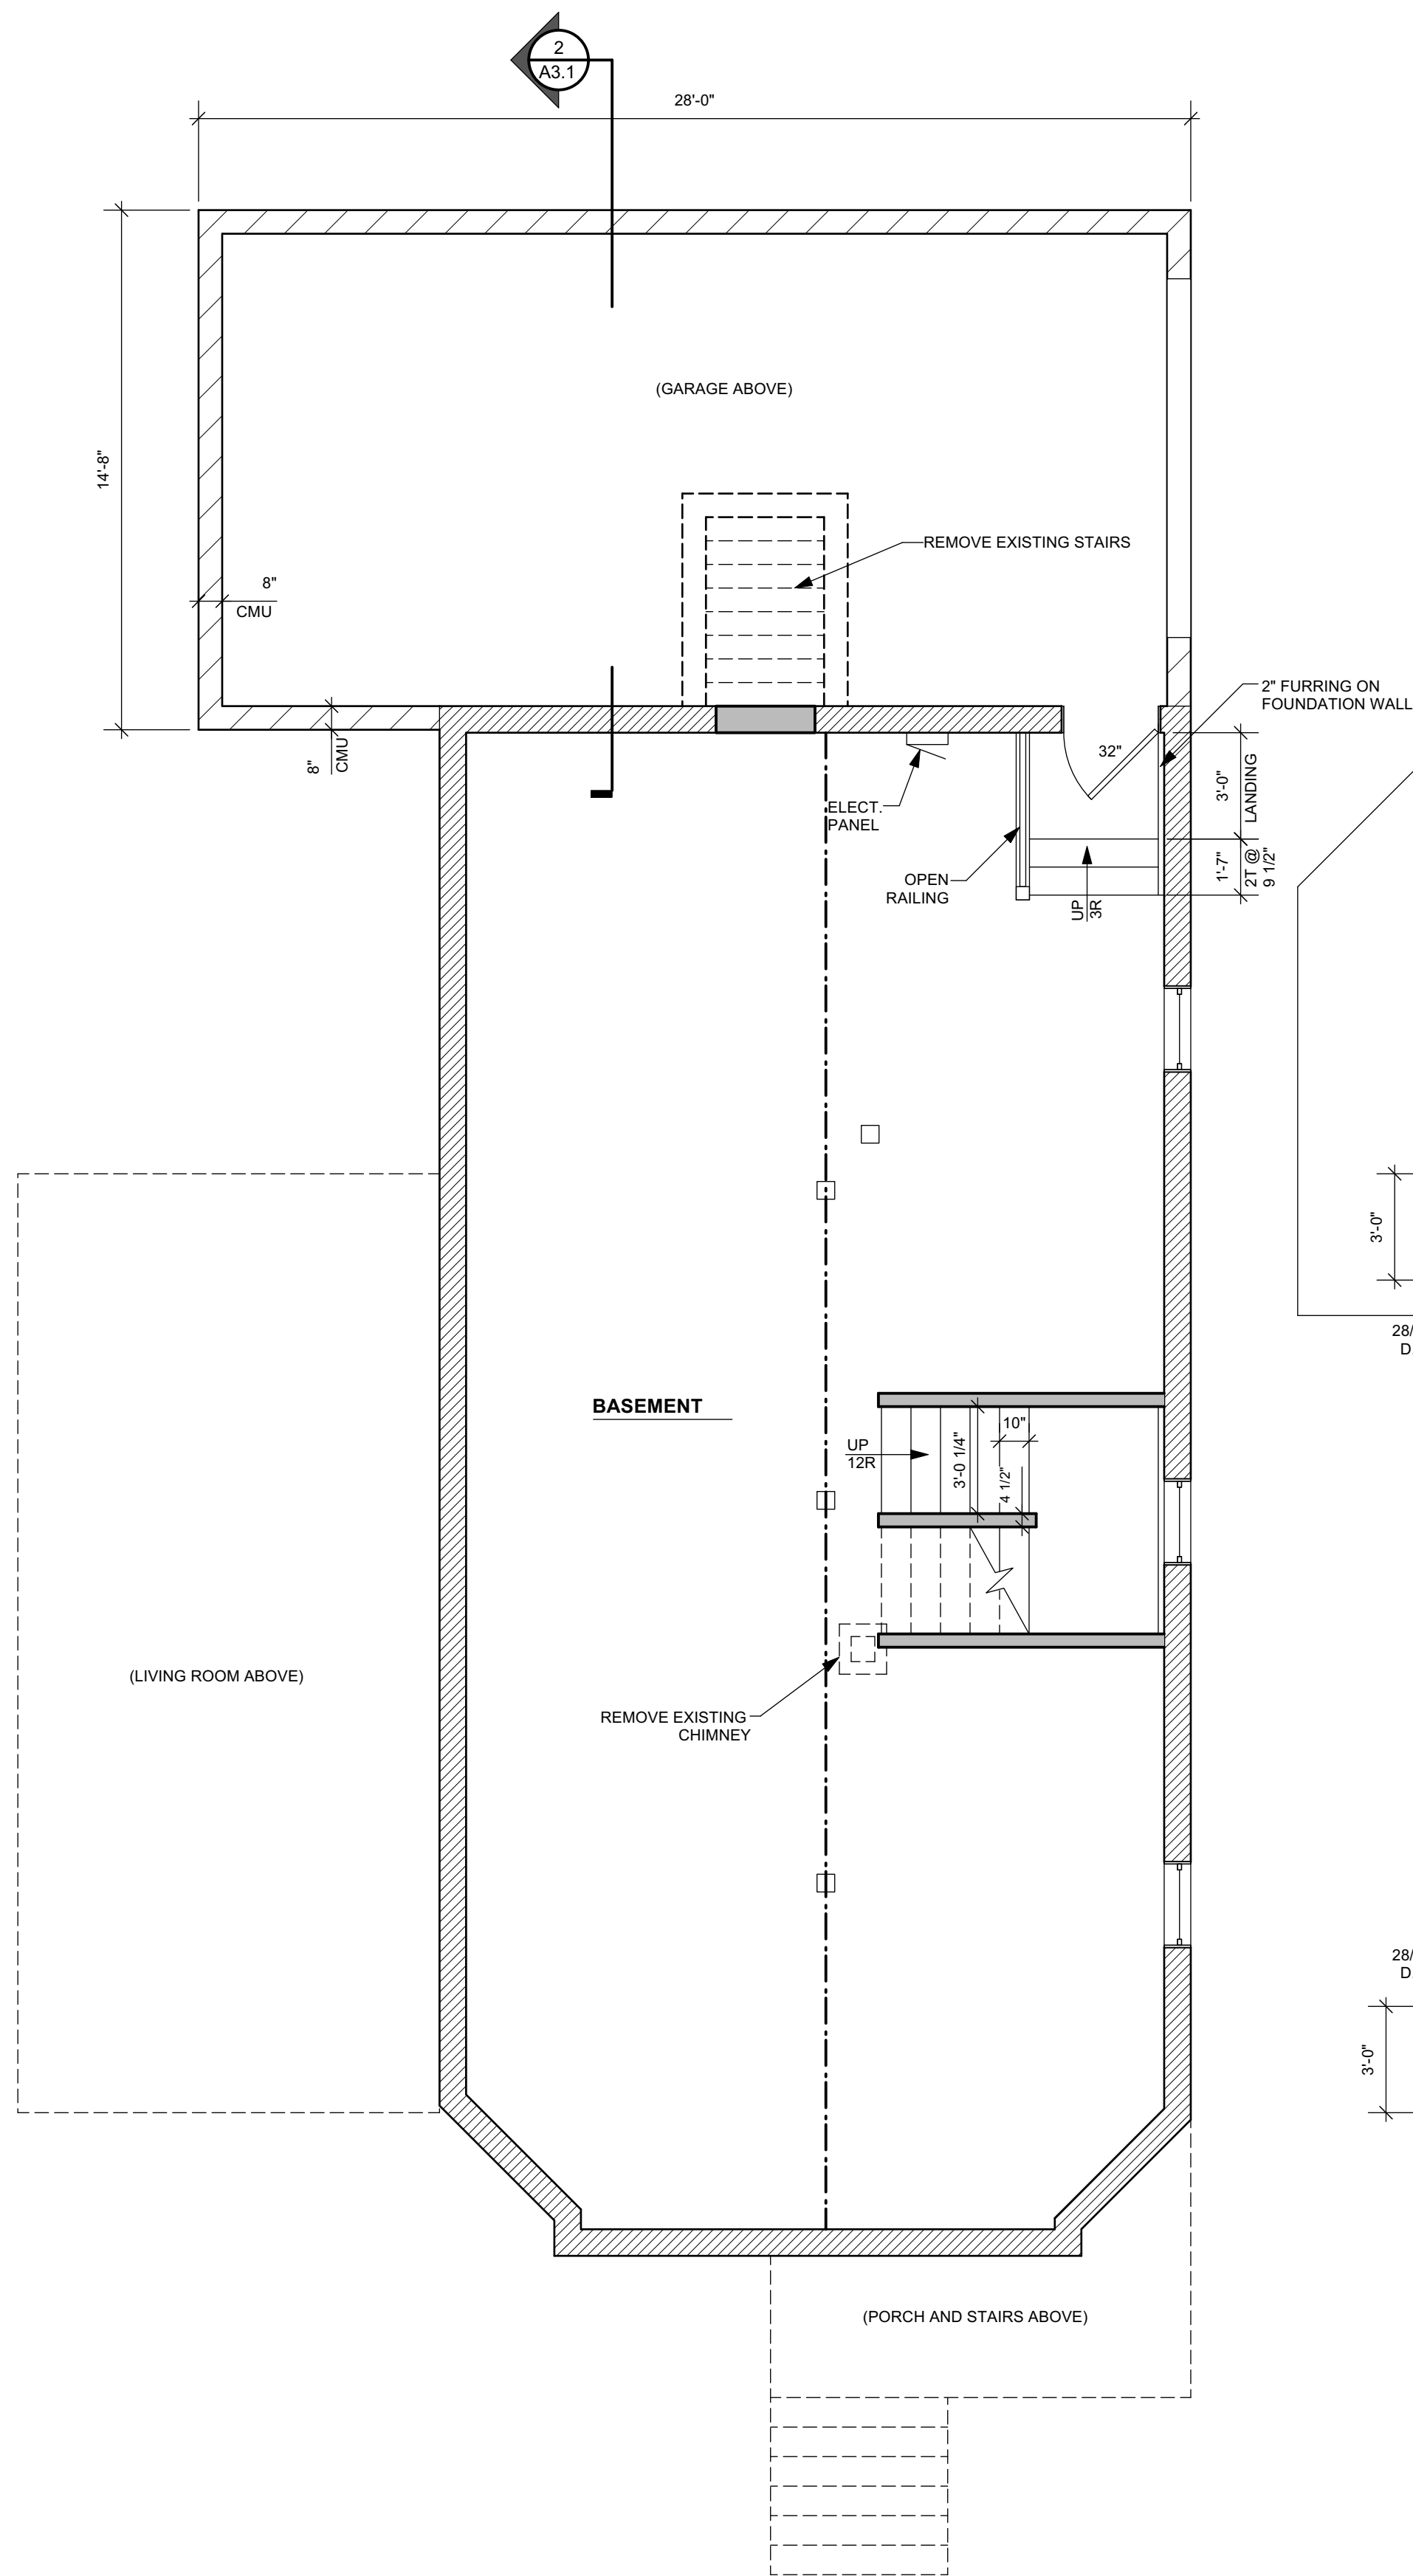 2
A3.1
28'-0"
14'-8"
(GARAGE ABOVE)
REMOVE EXISTING STAIRS
8"
CMU
8"
CMU
2" FURRING ON
FOUNDATION WALL
32"
3'-0"
LANDING
1'-7"
2T @
9 1/2"
ELECT.
PANEL
OPEN
RAILING
UP
3R
3'-0"
28/
D
BASEMENT
UP
12R
3'-0 1/4"
10"
4 1/2"
(LIVING ROOM ABOVE)
REMOVE EXISTING
CHIMNEY
28/
D
3'-0"
(PORCH AND STAIRS ABOVE)